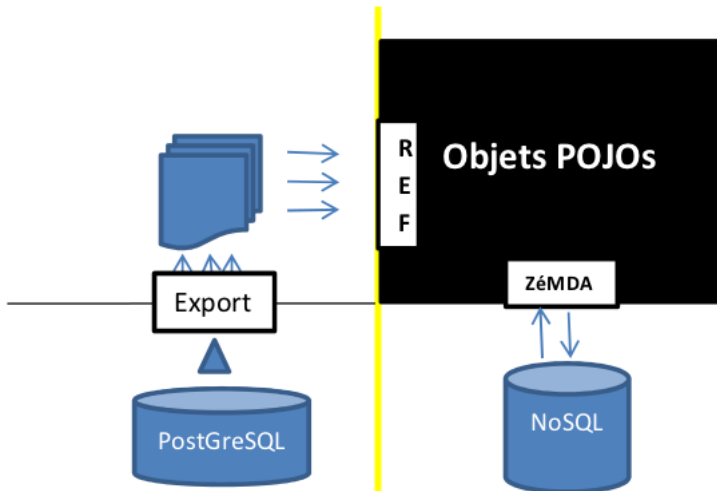 R
E
F
Objets POJOs
Export
ZéMDA
PostGreSQL
NoSQL